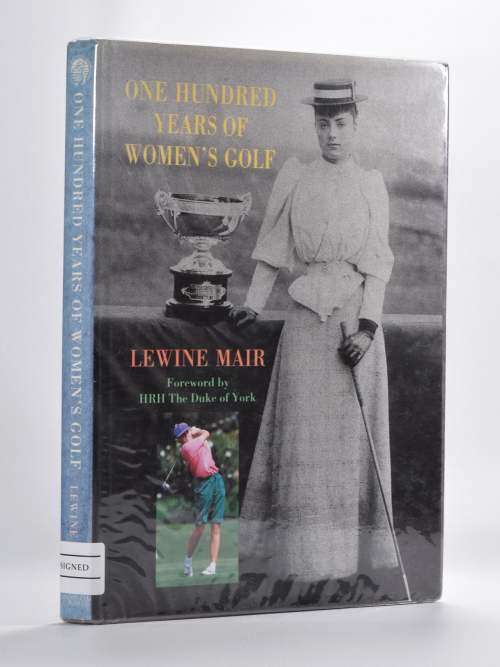 ONE HUNDRED
YEARS OF
WOMEN'S GOLF
LEWINE MAIR
Foreword by
HRH The Duke of York
ONE HUNDRED YEARS OF WOMEN'S GOLF LEWINE
SIGNED